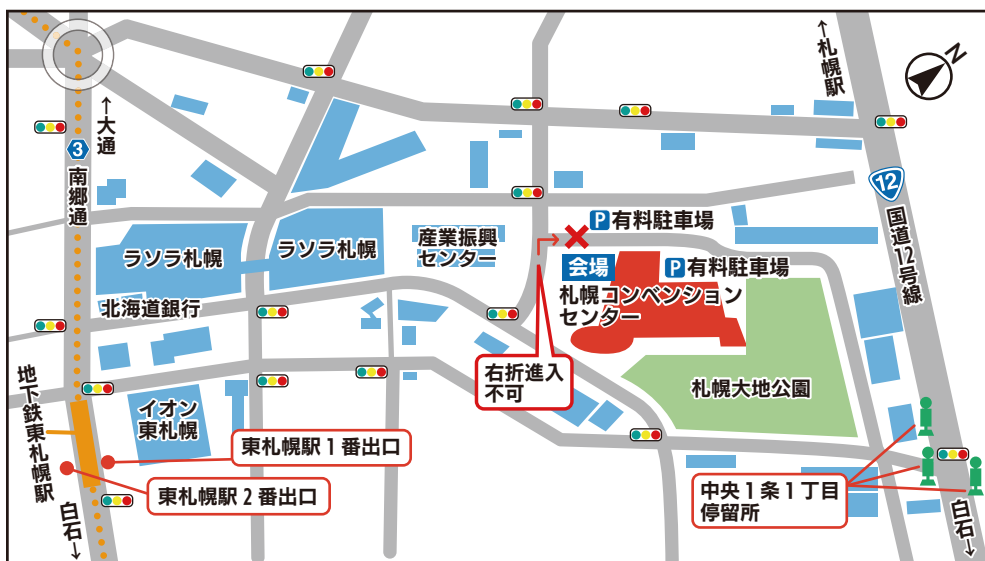 N
↑札幌駅
←大通
3
南郷通
12
国道12号線
P有料駐車場
産業振興
センター
ラソラ札幌
ラソラ札幌
会場
P有料駐車場
札幌コンベンション
センター
北海道銀行
右折進入
不可
札幌大地公園
地下鉄東札幌駅
イオン
東札幌
東札幌駅1番出口
東札幌駅2番出口
中央1条1丁目
停留所
白石→
白石→